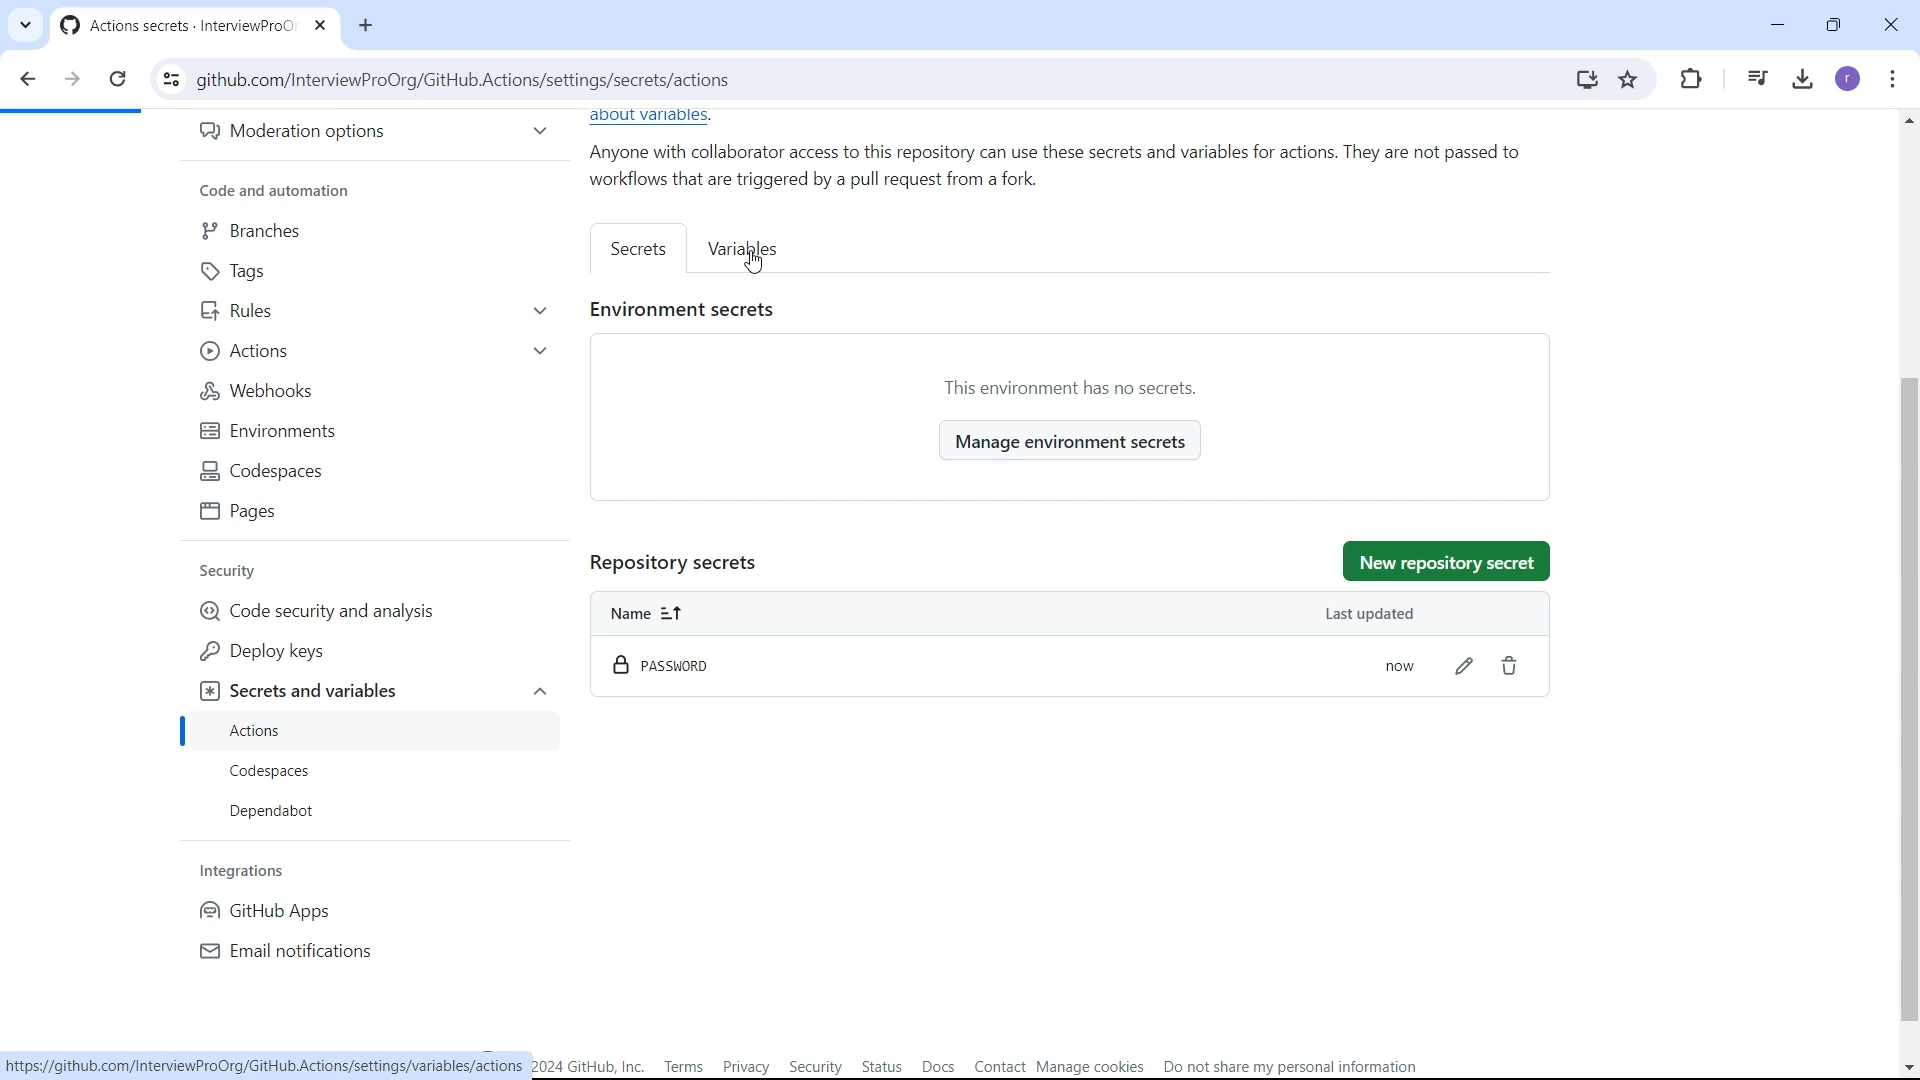 Actions secrets · InterviewProOr
github.com/InterviewProOrg/GitHub.Actions/settings/secrets/actions
r
about variables.
Moderation options
Anyone with collaborator access to this repository can use these secrets and variables for actions. They are not passed to
workflows that are triggered by a pull request from a fork.
Code and automation
Branches
Tags
Rules
Actions
Webhooks
Environments
Codespaces
Pages
Security
Code security and analysis
Deploy keys
Secrets and variables
Actions
Codespaces
Dependabot
Integrations
GitHub Apps
Email notifications
Secrets Variables
Environment secrets
This environment has no secrets.
Manage environment secrets
Repository secrets
New repository secret
Name Last updated
PASSWORD now
https://github.com/InterviewProOrg/GitHub.Actions/settings/variables/actions
2024 GitHub, Inc. Terms Privacy Security Status Docs Contact Manage cookies Do not share my personal information